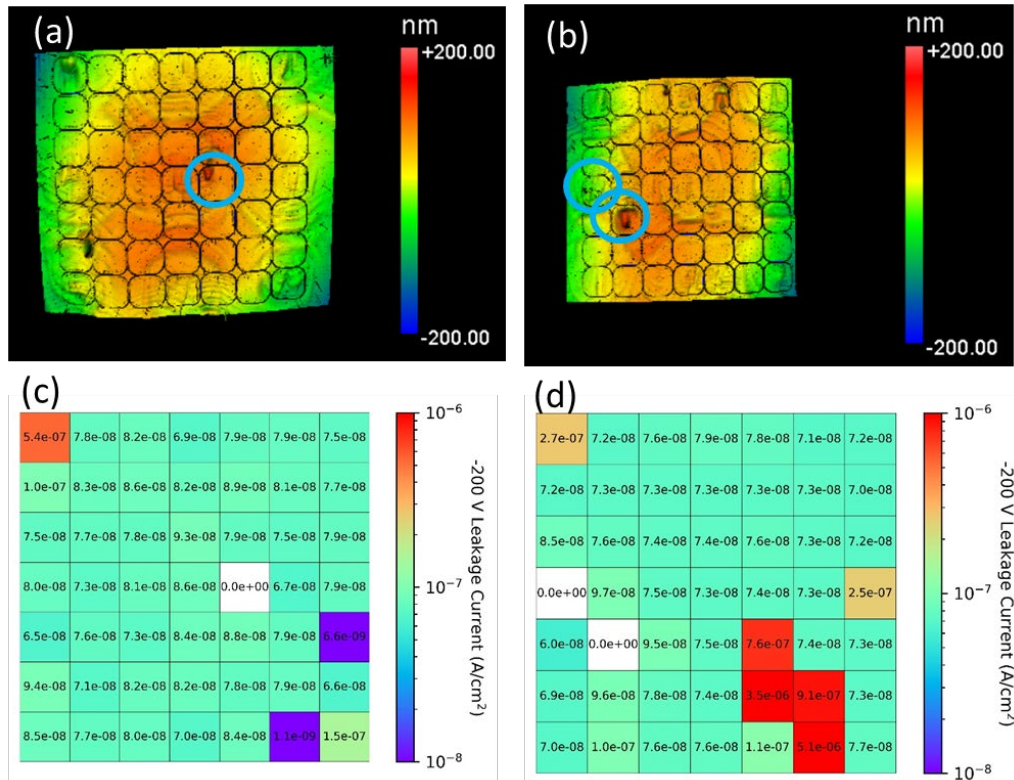 (a)
nm
+200.00
-200.00
(b)
nm
+200.00
-200.00
(c)
5.4e-07 7.8e-08 8.2e-08 6.9e-08 7.9e-08 7.9e-08 7.5e-08
1.0e-07 8.3e-08 8.6e-08 8.2e-08 8.9e-08 8.1e-08 7.7e-08
7.5e-08 7.7e-08 7.8e-08 9.3e-08 7.9e-08 7.5e-08 7.9e-08
8.0e-08 7.3e-08 8.1e-08 8.6e-08 0.0e+00 6.7e-08 7.9e-08
6.5e-08 7.6e-08 7.3e-08 8.4e-08 8.8e-08 7.9e-08 6.6e-09
9.4e-08 7.1e-08 8.2e-08 8.2e-08 7.8e-08 7.9e-08 6.6e-08
8.5e-08 7.7e-08 8.0e-08 7.0e-08 8.4e-08 1.1e-09 1.5e-07
10⁻⁶
10⁻⁷
10⁻⁸
-200 V Leakage Current (A/cm²)
(d)
2.7e-07 7.2e-08 7.6e-08 7.9e-08 7.8e-08 7.1e-08 7.2e-08
7.2e-08 7.3e-08 7.3e-08 7.3e-08 7.3e-08 7.3e-08 7.0e-08
8.5e-08 7.6e-08 7.4e-08 7.4e-08 7.6e-08 7.3e-08 7.2e-08
0.0e+00 9.7e-08 7.5e-08 7.3e-08 7.4e-08 7.3e-08 2.5e-07
6.0e-08 0.0e+00 9.5e-08 7.5e-08 7.6e-07 7.4e-08 7.3e-08
6.9e-08 9.6e-08 7.8e-08 7.4e-08 3.5e-06 9.1e-07 7.3e-08
7.0e-08 1.0e-07 7.6e-08 7.6e-08 1.1e-07 5.1e-06 7.7e-08
10⁻⁶
10⁻⁷
10⁻⁸
-200 V Leakage Current (A/cm²)